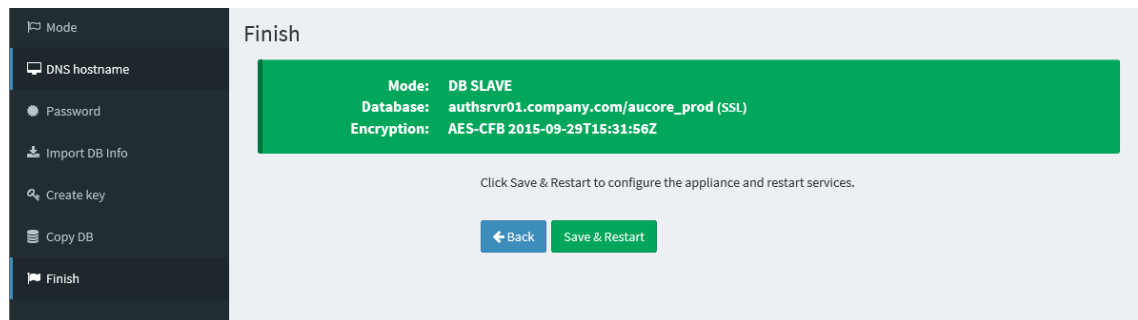 Mode
DNS hostname
Password
Import DB Info
Create key
Copy DB
Finish
Finish
Mode: DB SLAVE
Database: authsrvr01.company.com/aucore_prod (SSL)
Encryption: AES-CFB 2015-09-29T15:31:56Z
Click Save & Restart to configure the appliance and restart services.
Back
Save & Restart